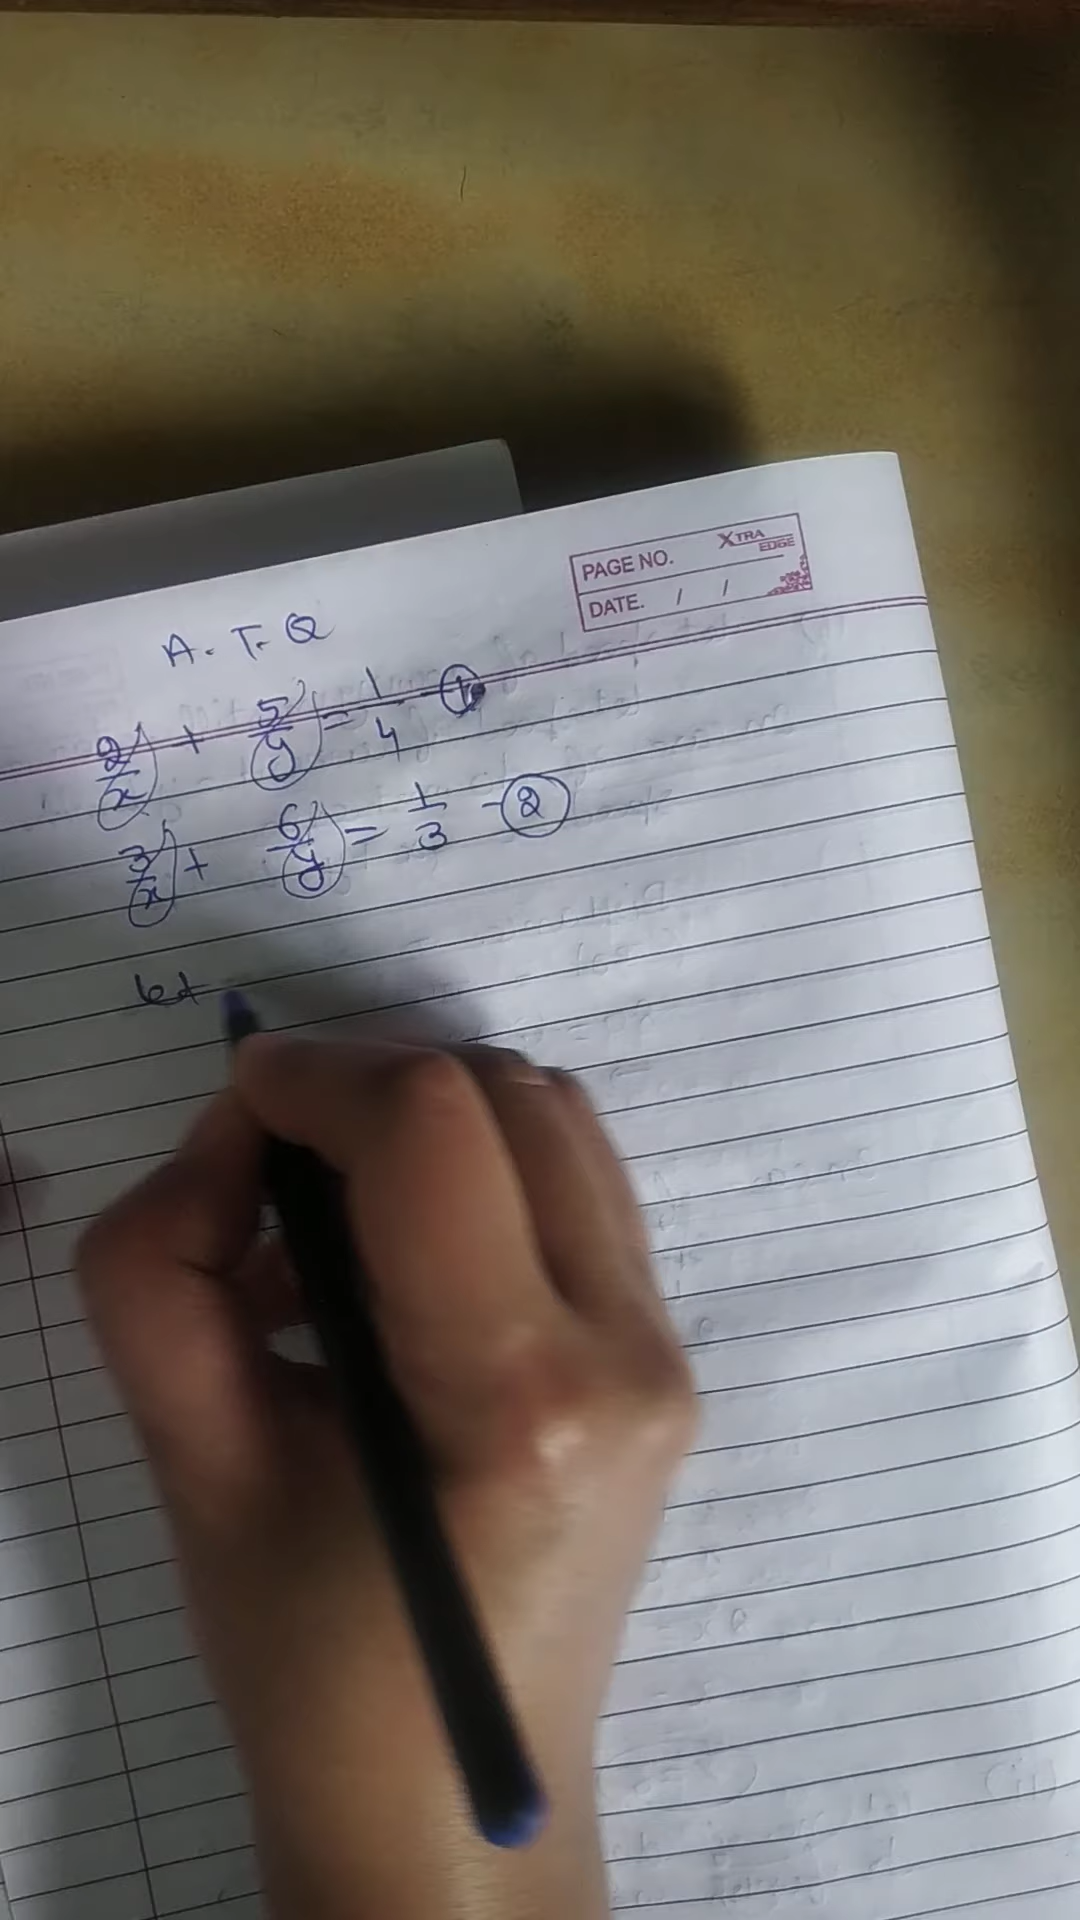 XTRA
EDGE
PAGE NO.
DATE. / /
A.T.Q
2/x + 5/y = 1/4 - ①
3/x + 6/y = 1/3 - ②
let